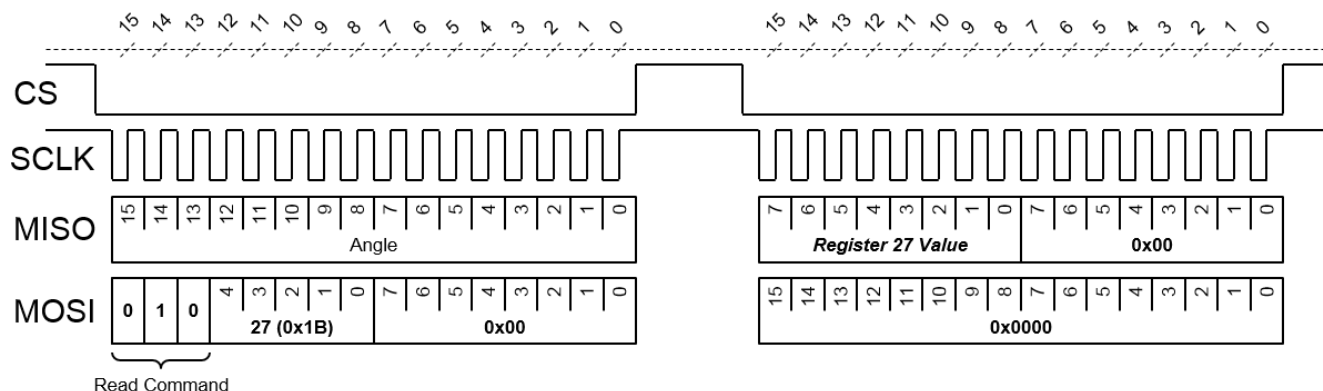 15 14 13 12 11 10 9 8 7 6 5 4 3 2 1 0 15 14 13 12 11 10 9 8 7 6 5 4 3 2 1 0
CS
SCLK
MISO 15 14 13 12 11 10 9 8 7 6 5 4 3 2 1 0 7 6 5 4 3 2 1 0 7 6 5 4 3 2 1 0
Angle Register 27 Value 0x00
MOSI 0 1 0 4 3 2 1 0 7 6 5 4 3 2 1 0 15 14 13 12 11 10 9 8 7 6 5 4 3 2 1 0
27 (0x1B) 0x00 0x0000
Read Command